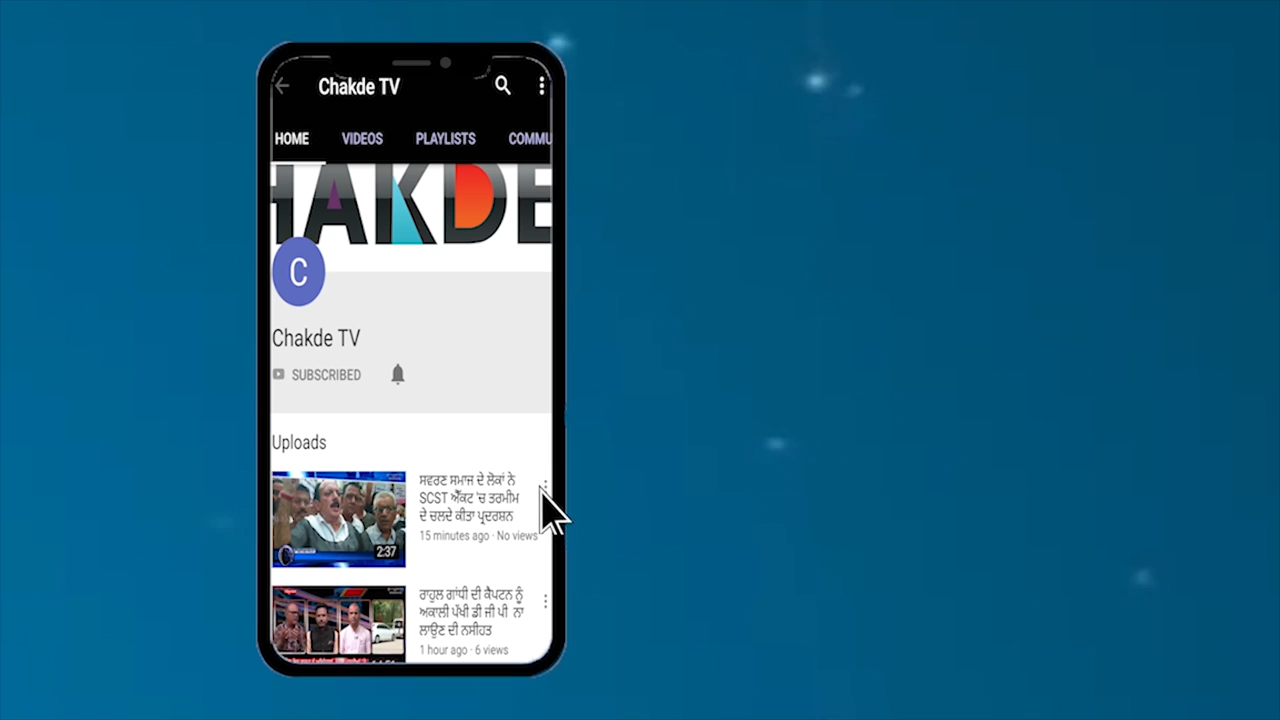 Chakde TV
HOME VIDEOS PLAYLISTS COMMU
HAKDE
C
Chakde TV
SUBSCRIBED
Uploads
ਸਵਰਣ ਸਮਾਜ ਦੇ ਲੋਕਾਂ ਨੇ
SCST ਐਕਟ 'ਚ ਤਰਮੀਮ
ਦੇ ਚਲਦੇ ਕੀਤਾ ਪ੍ਰਦਰਸ਼ਨ
15 minutes ago · No views
2:37
ਰਾਹੁਲ ਗਾਂਧੀ ਦੀ ਕੈਪਟਨ ਨੂੰ
ਅਕਾਲੀ ਪੱਖੀ ਡੀ ਜੀ ਪੀ ਨਾ
ਲਾਉਣ ਦੀ ਨਸੀਹਤ
1 hour ago · 6 views